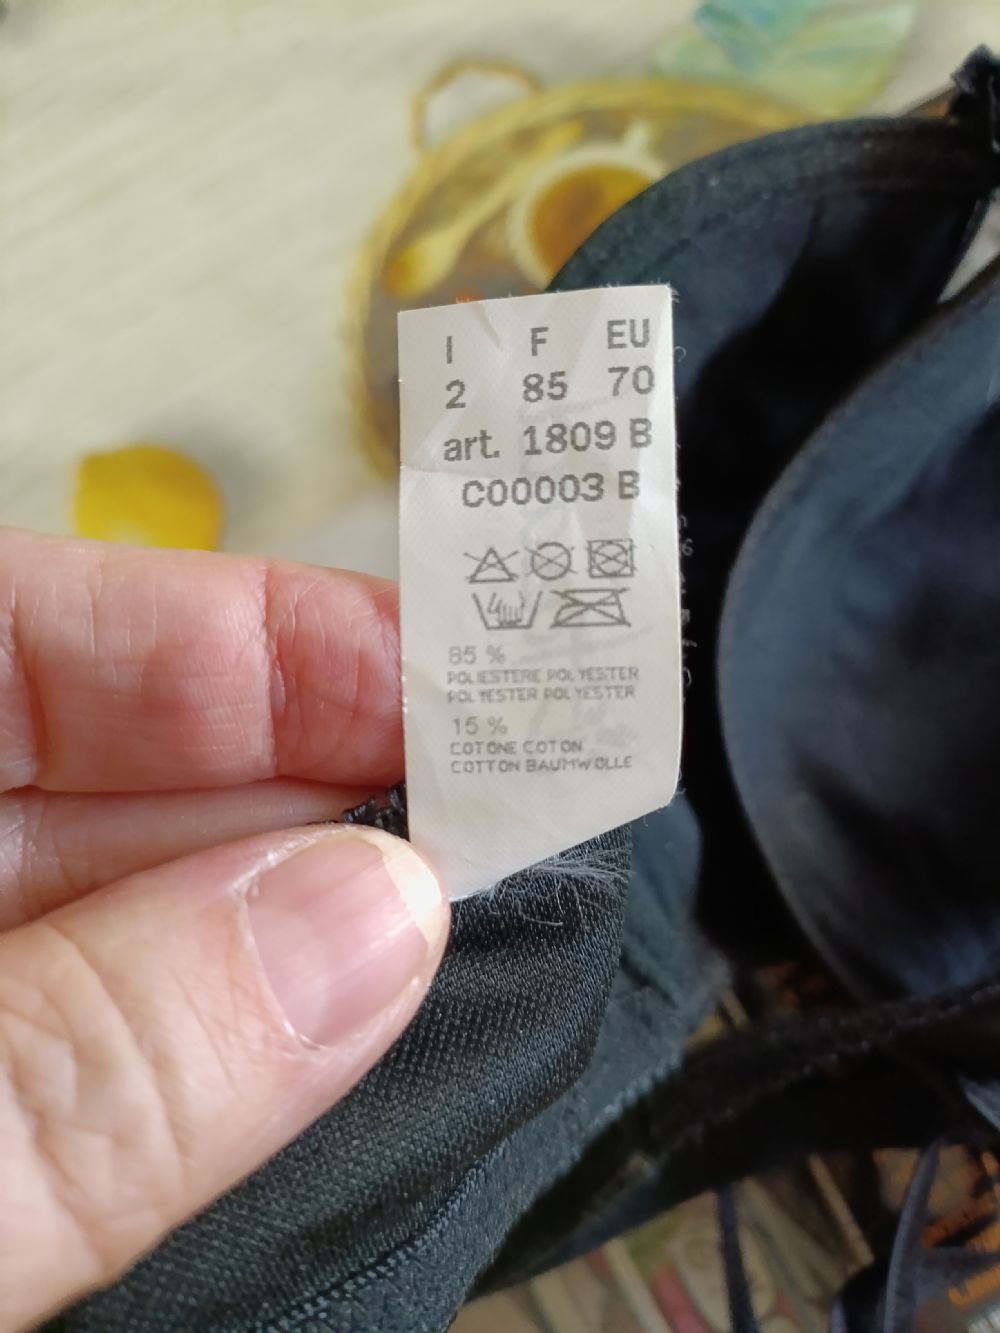 I F EU
2 85 70
art. 1809 B
C00003 B
85 %
POLIESTERE POLYESTER
POLYESTER POLYESTER
15 %
COTONE COTON
COTTON BAUMWOLLE